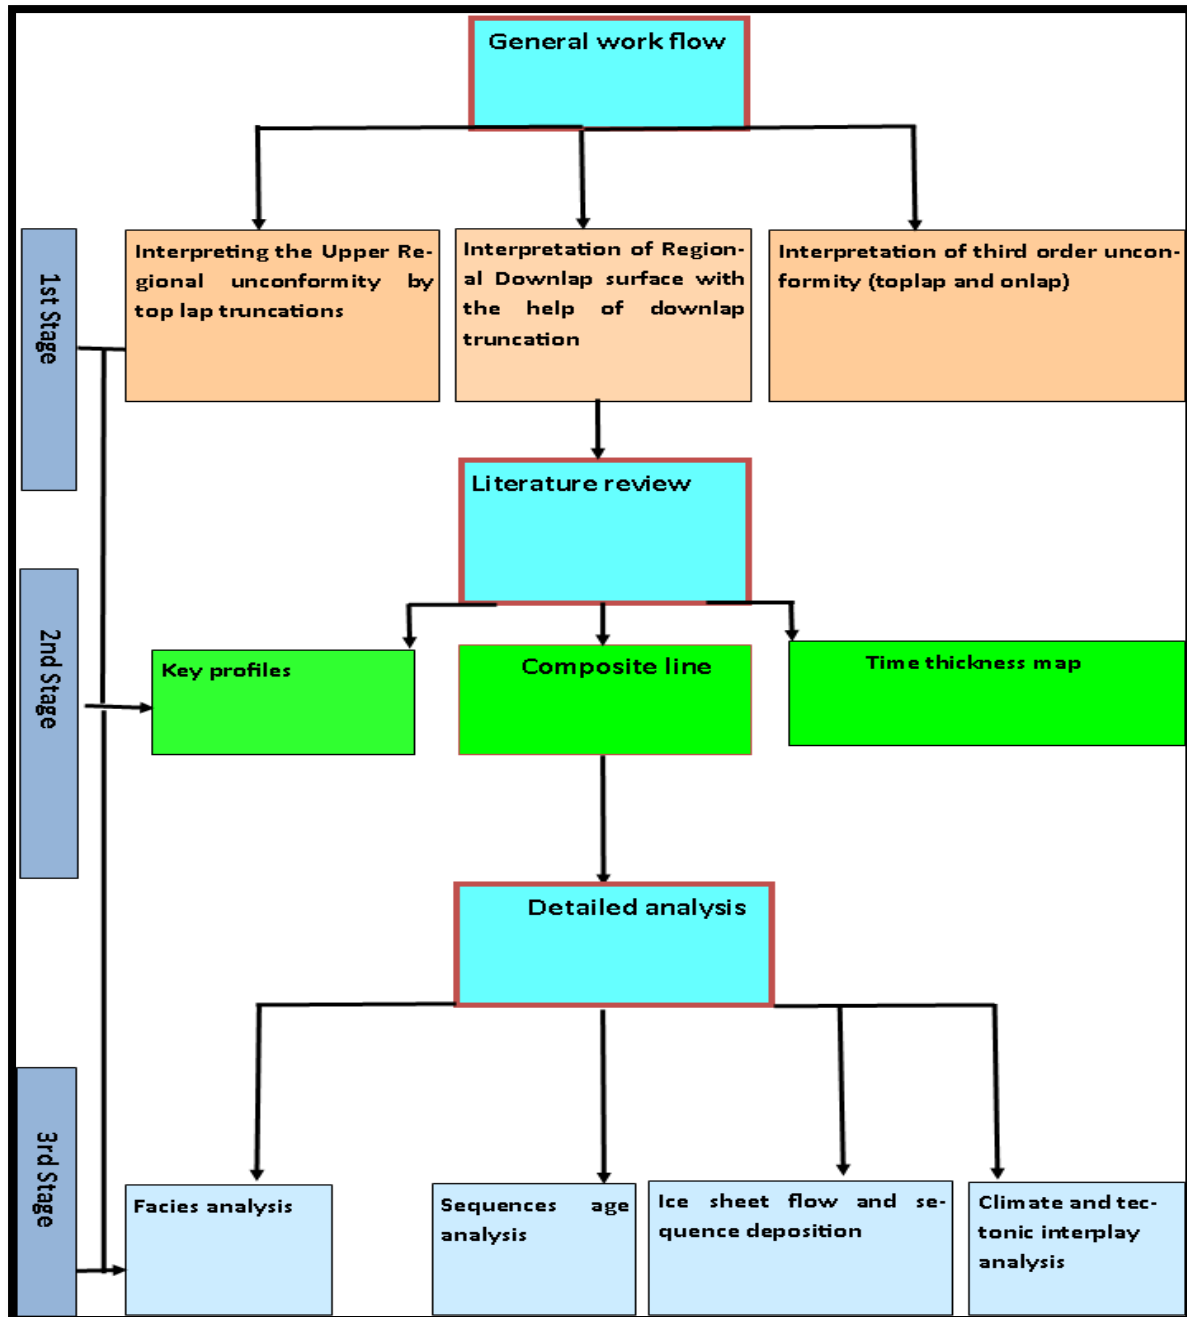 General work flow
1st Stage
Interpreting the Upper Re-
gional unconformity by
top lap truncations
Interpretation of Region-
al Downlap surface with
the help of downlap
truncation
Interpretation of third order uncon-
formity (toplap and onlap)
Literature review
2nd Stage
Key profiles
Composite line
Time thickness map
Detailed analysis
3rd Stage
Facies analysis
Sequences age
analysis
Ice sheet flow and se-
quence deposition
Climate and tec-
tonic interplay
analysis